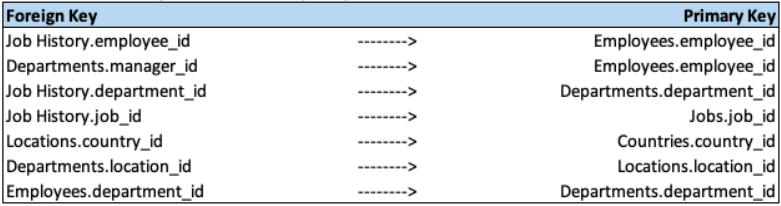 Foreign Key Primary Key
Job History.employee_id --------> Employees.employee_id
Departments.manager_id --------> Employees.employee_id
Job History.department_id --------> Departments.department_id
Job History.job_id --------> Jobs.job_id
Locations.country_id --------> Countries.country_id
Departments.location_id --------> Locations.location_id
Employees.department_id --------> Departments.department_id